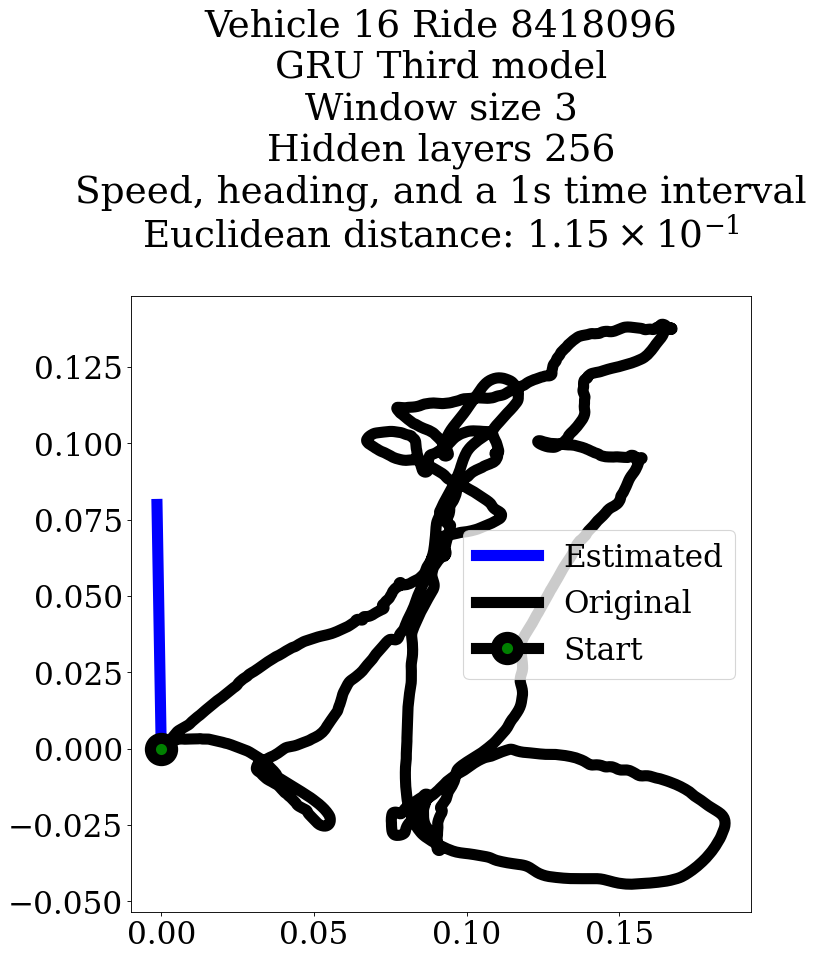 Vehicle 16 Ride 8418096
GRU Third model
Window size 3
Hidden layers 256
Speed, heading, and a 1s time interval
Euclidean distance: 1.15 × 10⁻¹
0.125
0.100
0.075
0.050
0.025
0.000
−0.025
−0.050
Estimated
Original
Start
0.00 0.05 0.10 0.15